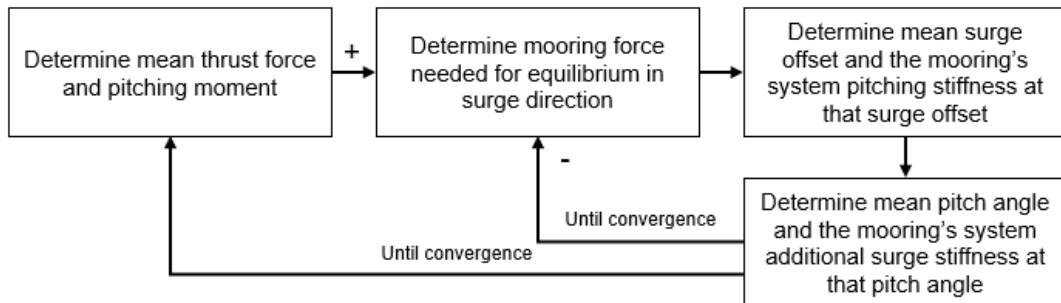 Determine mean thrust force
and pitching moment
+
Determine mooring force
needed for equilibrium in
surge direction
Determine mean surge
offset and the mooring's
system pitching stiffness at
that surge offset
-
Until convergence
Until convergence
Determine mean pitch angle
and the mooring's system
additional surge stiffness at
that pitch angle